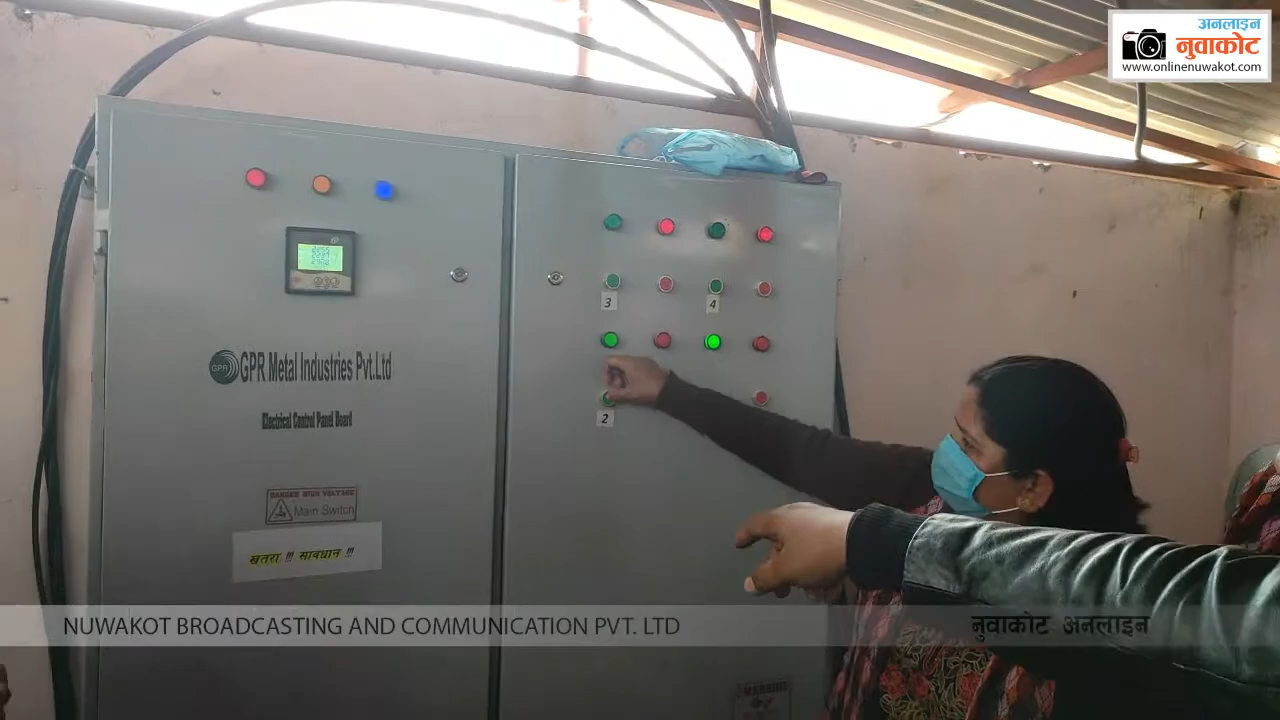 अनलाइन
नुवाकोट
www.onlinenuwakot.com
3
4
GPR
GPR Metal Industries Pvt.Ltd
Electrical Control Panel Board
2
DANGER HIGH VOLTAGE
Main Switch
खतरा !!! सावधान !!!
NUWAKOT BROADCASTING AND COMMUNICATION PVT. LTD
नुवाकोट अनलाइन